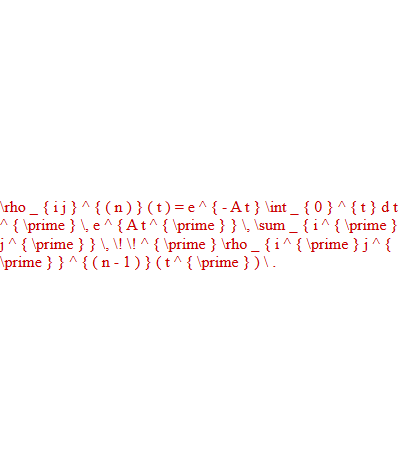 \rho _ { i j } ^ { ( n ) } ( t ) = e ^ { - A t } \int _ { 0 } ^ { t } d t
^ { \prime } \, e ^ { A t ^ { \prime } } \, \sum _ { i ^ { \prime }
j ^ { \prime } } \, \! \! ^ { \prime } \rho _ { i ^ { \prime } j ^ {
\prime } } ^ { ( n - 1 ) } ( t ^ { \prime } ) \ .